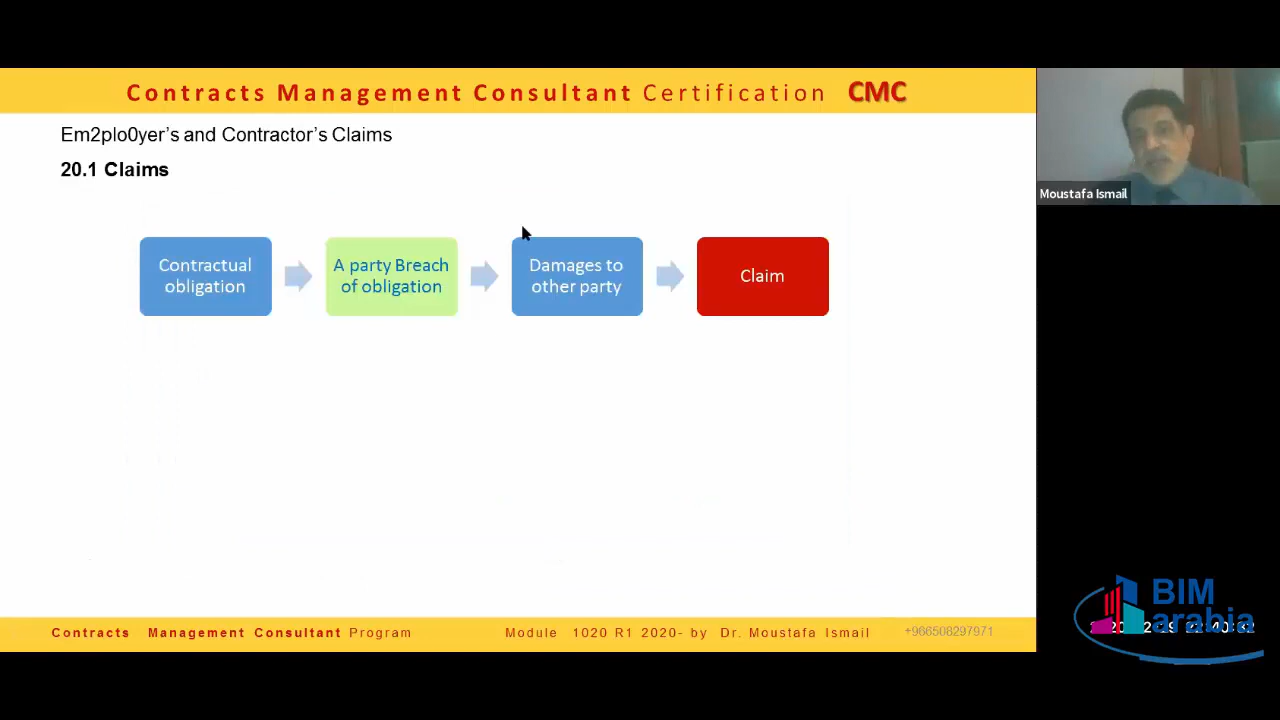 Contracts Management Consultant Certification CMC
Em2plo0yer's and Contractor's Claims
20.1 Claims
Moustafa Ismail
Contractual
obligation
A party Breach
of obligation
Damages to
other party
Claim
BIM
arabia
Contracts Management Consultant Program
Module 1020 R1 2020- by Dr. Moustafa Ismail
+966508297971